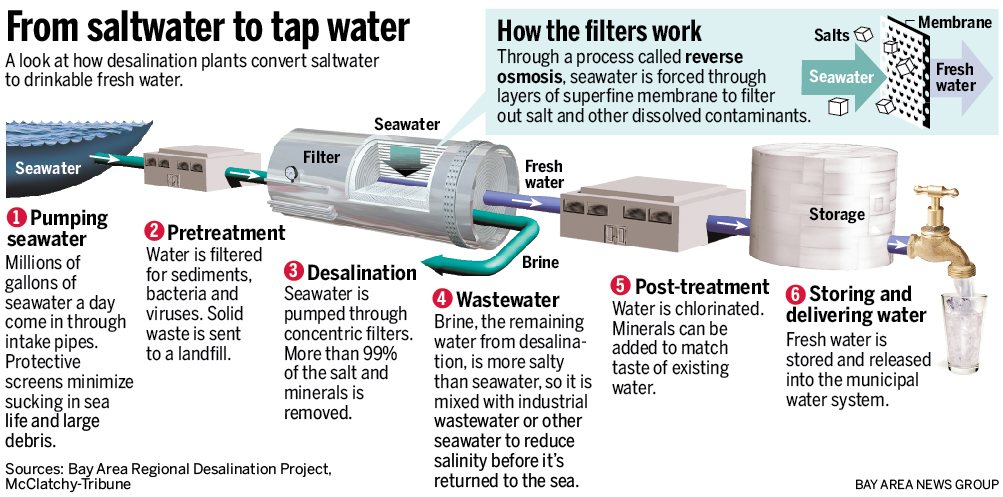 From saltwater to tap water
A look at how desalination plants convert saltwater
to drinkable fresh water.
How the filters work
Through a process called reverse
osmosis, seawater is forced through
layers of superfine membrane to filter
out salt and other dissolved contaminants.
Salts
Membrane
Seawater
Fresh
water
Seawater
Filter
Seawater
Fresh
water
Brine
Storage
1 Pumping
seawater
Millions of
gallons of
seawater a day
come in through
intake pipes.
Protective
screens minimize
sucking in sea
life and large
debris.
2 Pretreatment
Water is filtered
for sediments,
bacteria and
viruses. Solid
waste is sent
to a landfill.
3 Desalination
Seawater is
pumped through
concentric filters.
More than 99%
of the salt and
minerals is
removed.
4 Wastewater
Brine, the remaining
water from desalina-
tion, is more salty
than seawater, so it is
mixed with industrial
wastewater or other
seawater to reduce
salinity before it's
returned to the sea.
5 Post-treatment
Water is chlorinated.
Minerals can be
added to match
taste of existing
water.
6 Storing and
delivering water
Fresh water is
stored and released
into the municipal
water system.
Sources: Bay Area Regional Desalination Project,
McClatchy-Tribune
BAY AREA NEWS GROUP